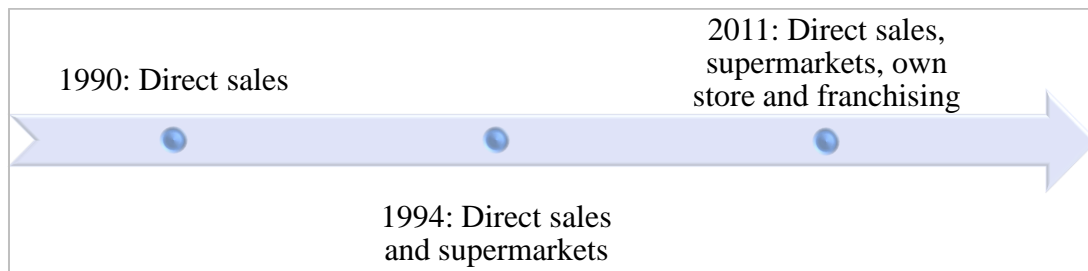 1990: Direct sales
1994: Direct sales
and supermarkets
2011: Direct sales,
supermarkets, own
store and franchising